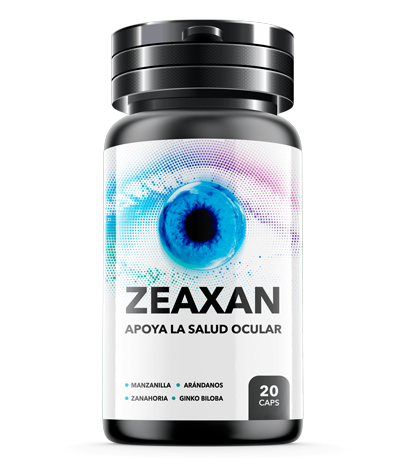 ZEAXAN
APOYA LA SALUD OCULAR
• MANZANILLA • ARÁNDANOS
• ZANAHORIA • GINKO BILOBA
20
CAPS